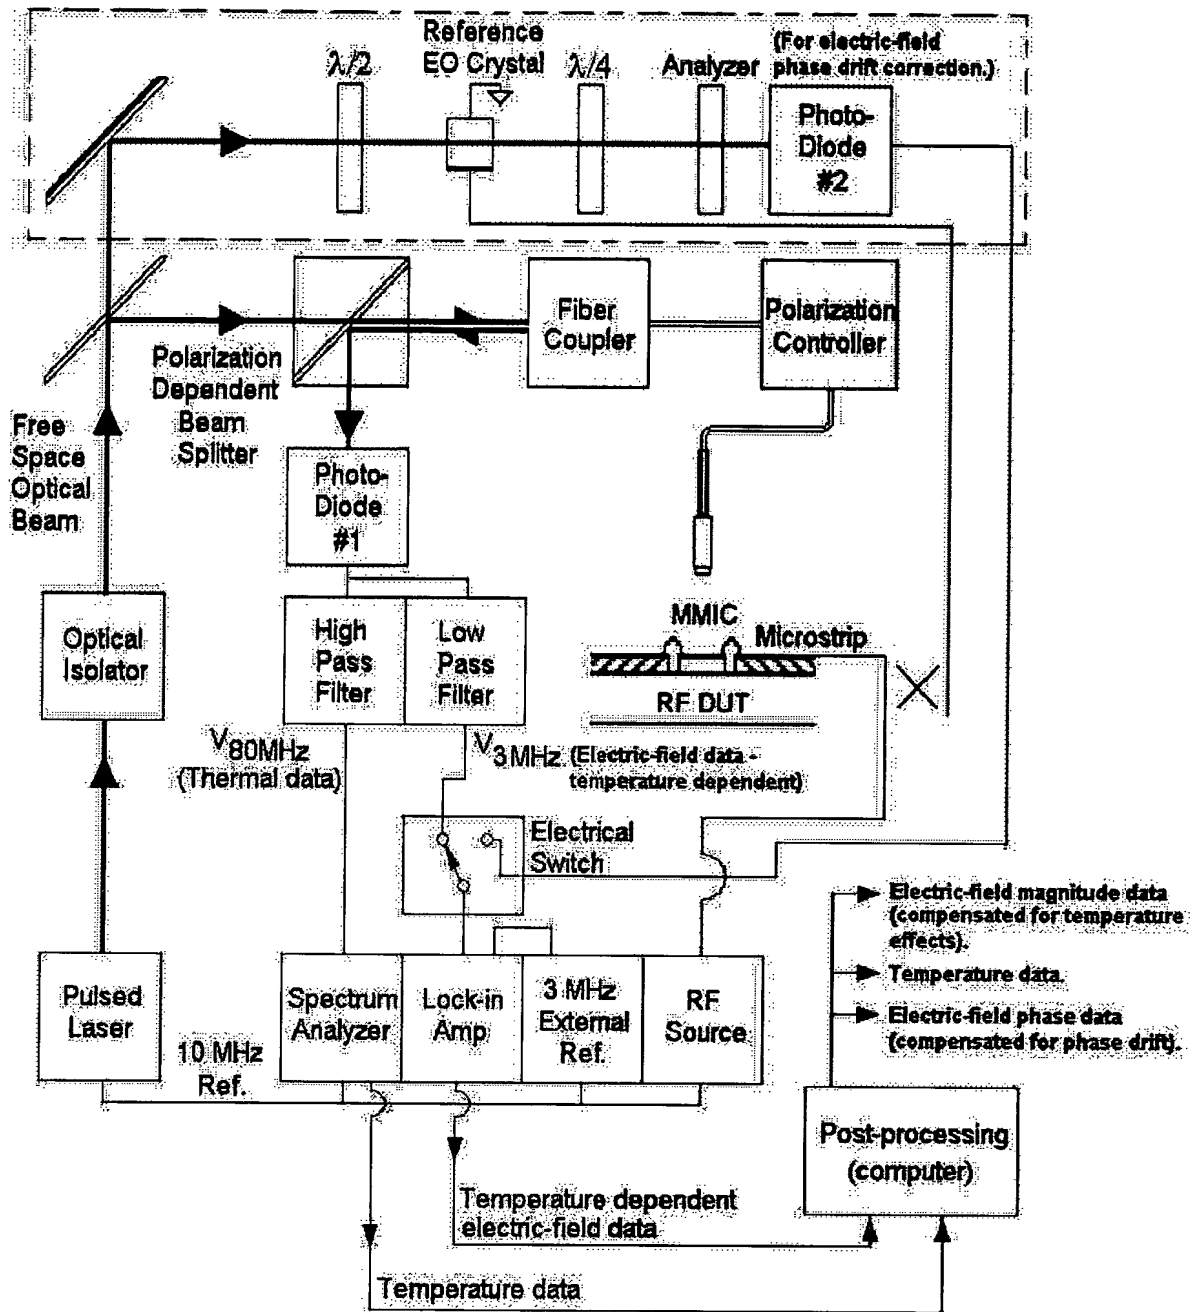 Reference
EO Crystal
(For electric-field
phase drift correction.)
λ/2
λ/4
Analyzer
Photo-
Diode
#2
Fiber
Coupler
Polarization
Controller
Polarization
Dependent
Beam
Splitter
Free
Space
Optical
Beam
Photo-
Diode
#1
Optical
Isolator
High
Pass
Filter
Low
Pass
Filter
MMIC
Microstrip
RF DUT
V80MHz
(Thermal data)
V3 MHz. (Electric-field data -
temperature dependent)
Electrical
Switch
Electric-field magnitude data
(compensated for temperature
effects).
Temperature data.
Electric-field phase data
(compensated for phase drift).
Pulsed
Laser
10 MHz
Ref.
Spectrum
Analyzer
Lock-in
Amp
3 MHz
External
Ref.
RF
Source
Post-processing
(computer)
Temperature dependent
electric-field data
Temperature data